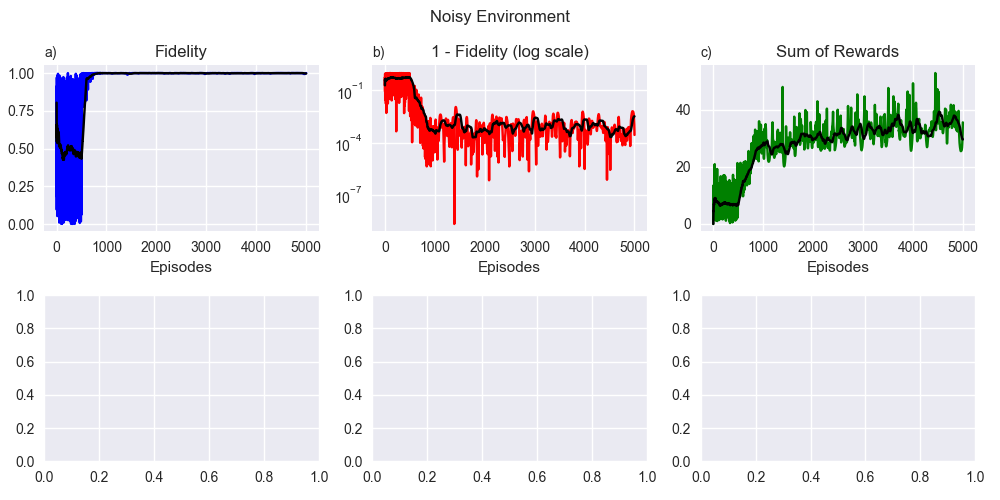 Noisy Environment
a) Fidelity
b) 1 - Fidelity (log scale)
c) Sum of Rewards
1.00
0.75
0.50
0.25
0.00
0 1000 2000 3000 4000 5000
Episodes
10⁻¹
10⁻⁴
10⁻⁷
0 1000 2000 3000 4000 5000
Episodes
40
20
0
0 1000 2000 3000 4000 5000
Episodes
1.0
0.8
0.6
0.4
0.2
0.0
0.0 0.2 0.4 0.6 0.8 1.0
1.0
0.8
0.6
0.4
0.2
0.0
0.0 0.2 0.4 0.6 0.8 1.0
1.0
0.8
0.6
0.4
0.2
0.0
0.0 0.2 0.4 0.6 0.8 1.0